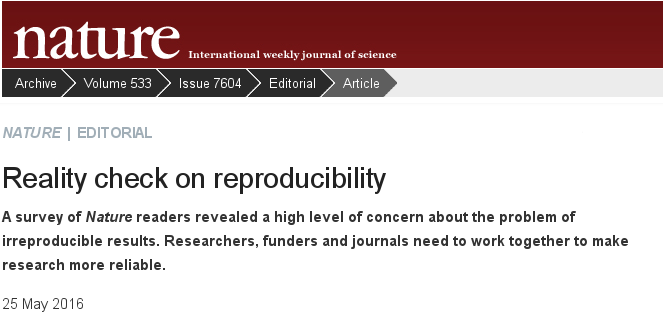 nature International weekly journal of science
Archive Volume 533 Issue 7604 Editorial Article
NATURE | EDITORIAL
Reality check on reproducibility
A survey of Nature readers revealed a high level of concern about the problem of
irreproducible results. Researchers, funders and journals need to work together to make
research more reliable.
25 May 2016